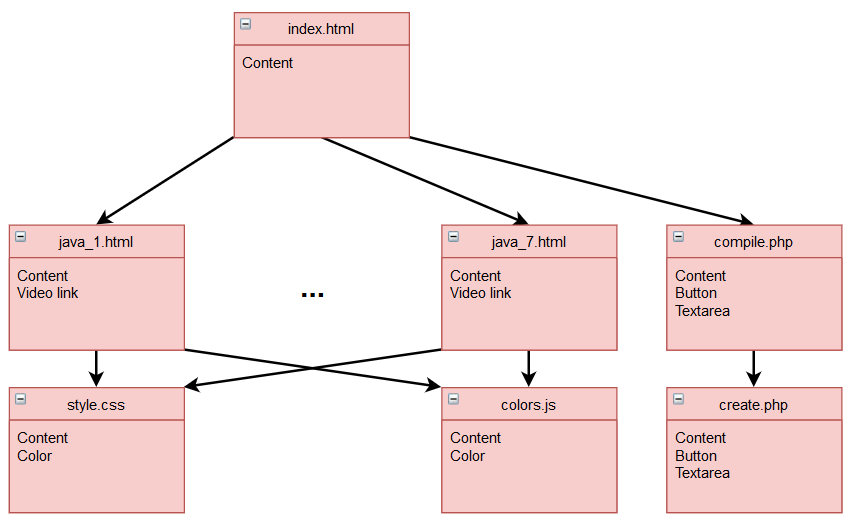 index.html
Content
java_1.html
Content
Video link
...
java_7.html
Content
Video link
compile.php
Content
Button
Textarea
style.css
Content
Color
colors.js
Content
Color
create.php
Content
Button
Textarea